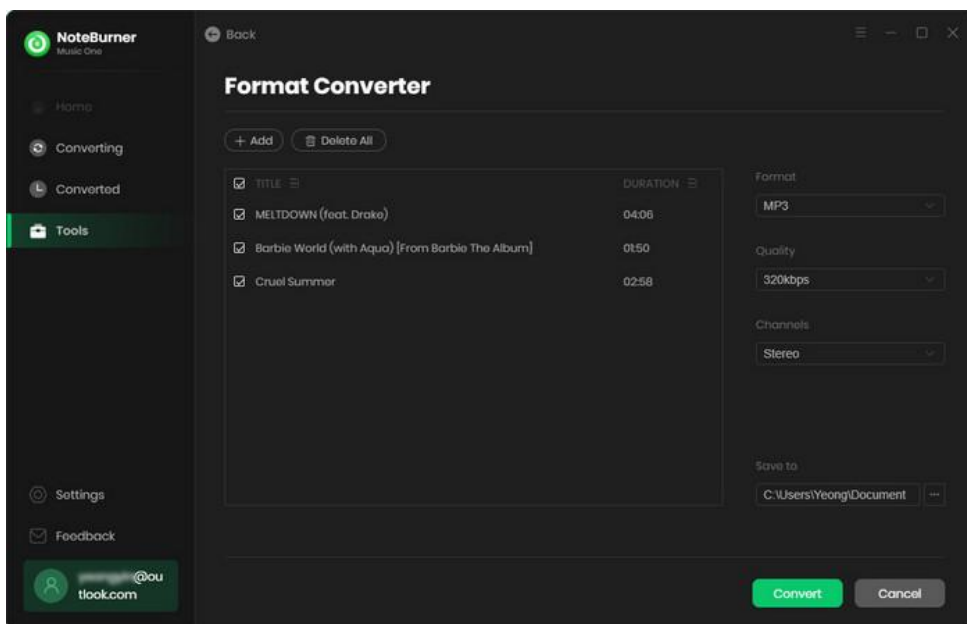 NoteBurner
Music One
Home
Converting
Converted
Tools
Settings
Feedback
@ou
tlook.com
Back
Format Converter
+ Add
Delete All
TITLE
DURATION
MELTDOWN (feat. Drake)
04:06
Barbie World (with Aqua) [From Barbie The Album]
01:50
Cruel Summer
02:58
Format
MP3
Quality
320kbps
Channels
Stereo
Save to
C:\Users\Yeong\Document
...
Convert
Cancel